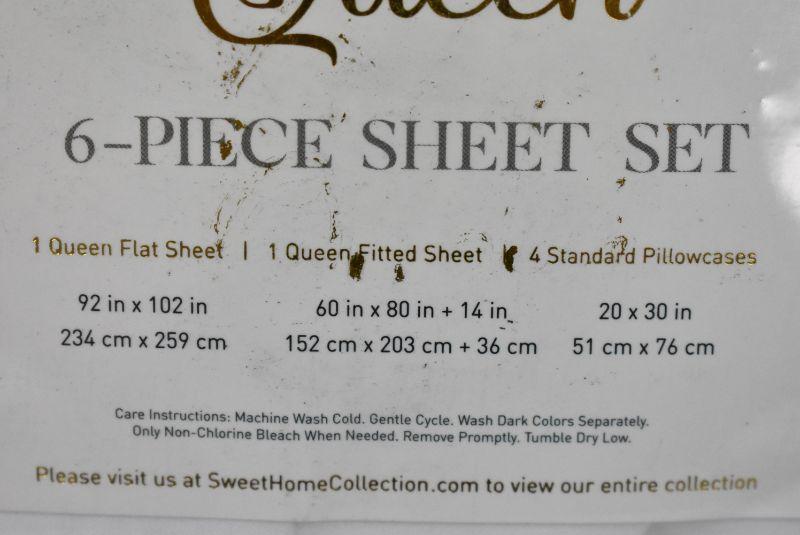 Queen
6-PIECE SHEET SET
1 Queen Flat Sheet | 1 Queen Fitted Sheet | 4 Standard Pillowcases
92 in x 102 in 60 in x 80 in + 14 in 20 x 30 in
234 cm x 259 cm 152 cm x 203 cm + 36 cm 51 cm x 76 cm
Care Instructions: Machine Wash Cold. Gentle Cycle. Wash Dark Colors Separately.
Only Non-Chlorine Bleach When Needed. Remove Promptly. Tumble Dry Low.
Please visit us at SweetHomeCollection.com to view our entire collection